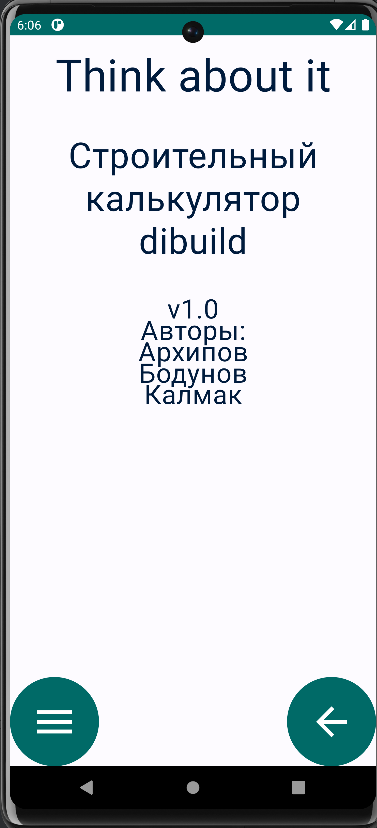 6:06
Think about it
Строительный
калькулятор
dibuild
v1.0
Авторы:
Архипов
Бодунов
Калмак